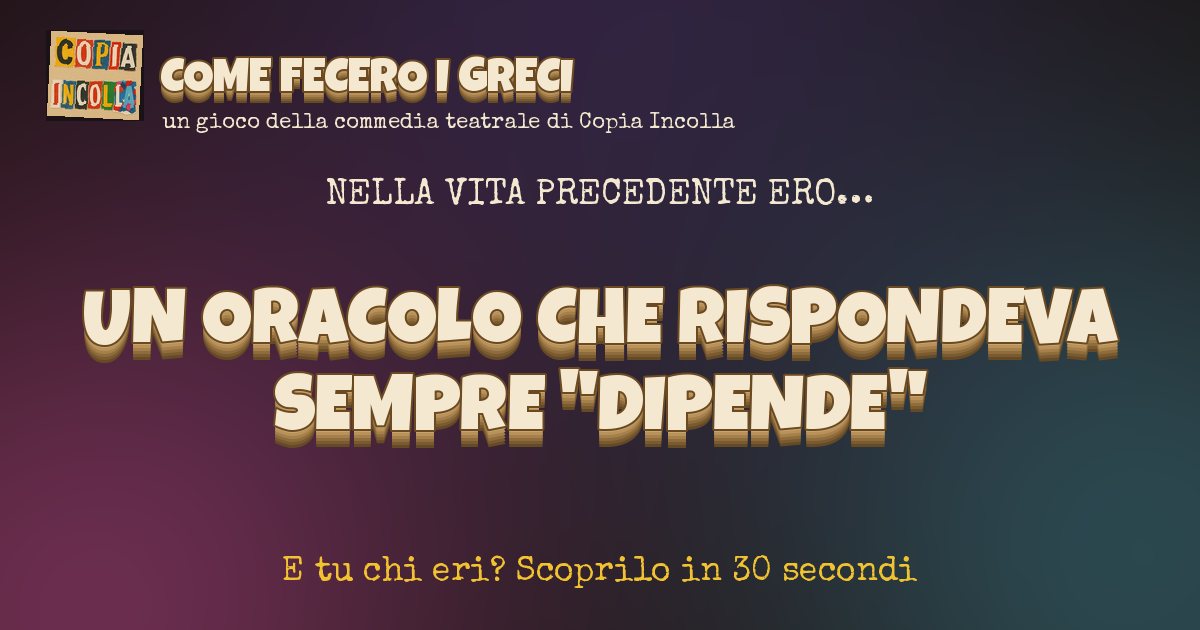 COPIA
INCOLLA
COME FECERO I GRECI
un gioco della commedia teatrale di Copia Incolla
NELLA VITA PRECEDENTE ERO...
UN ORACOLO CHE RISPONDEVA
SEMPRE "DIPENDE"
E tu chi eri? Scoprilo in 30 secondi